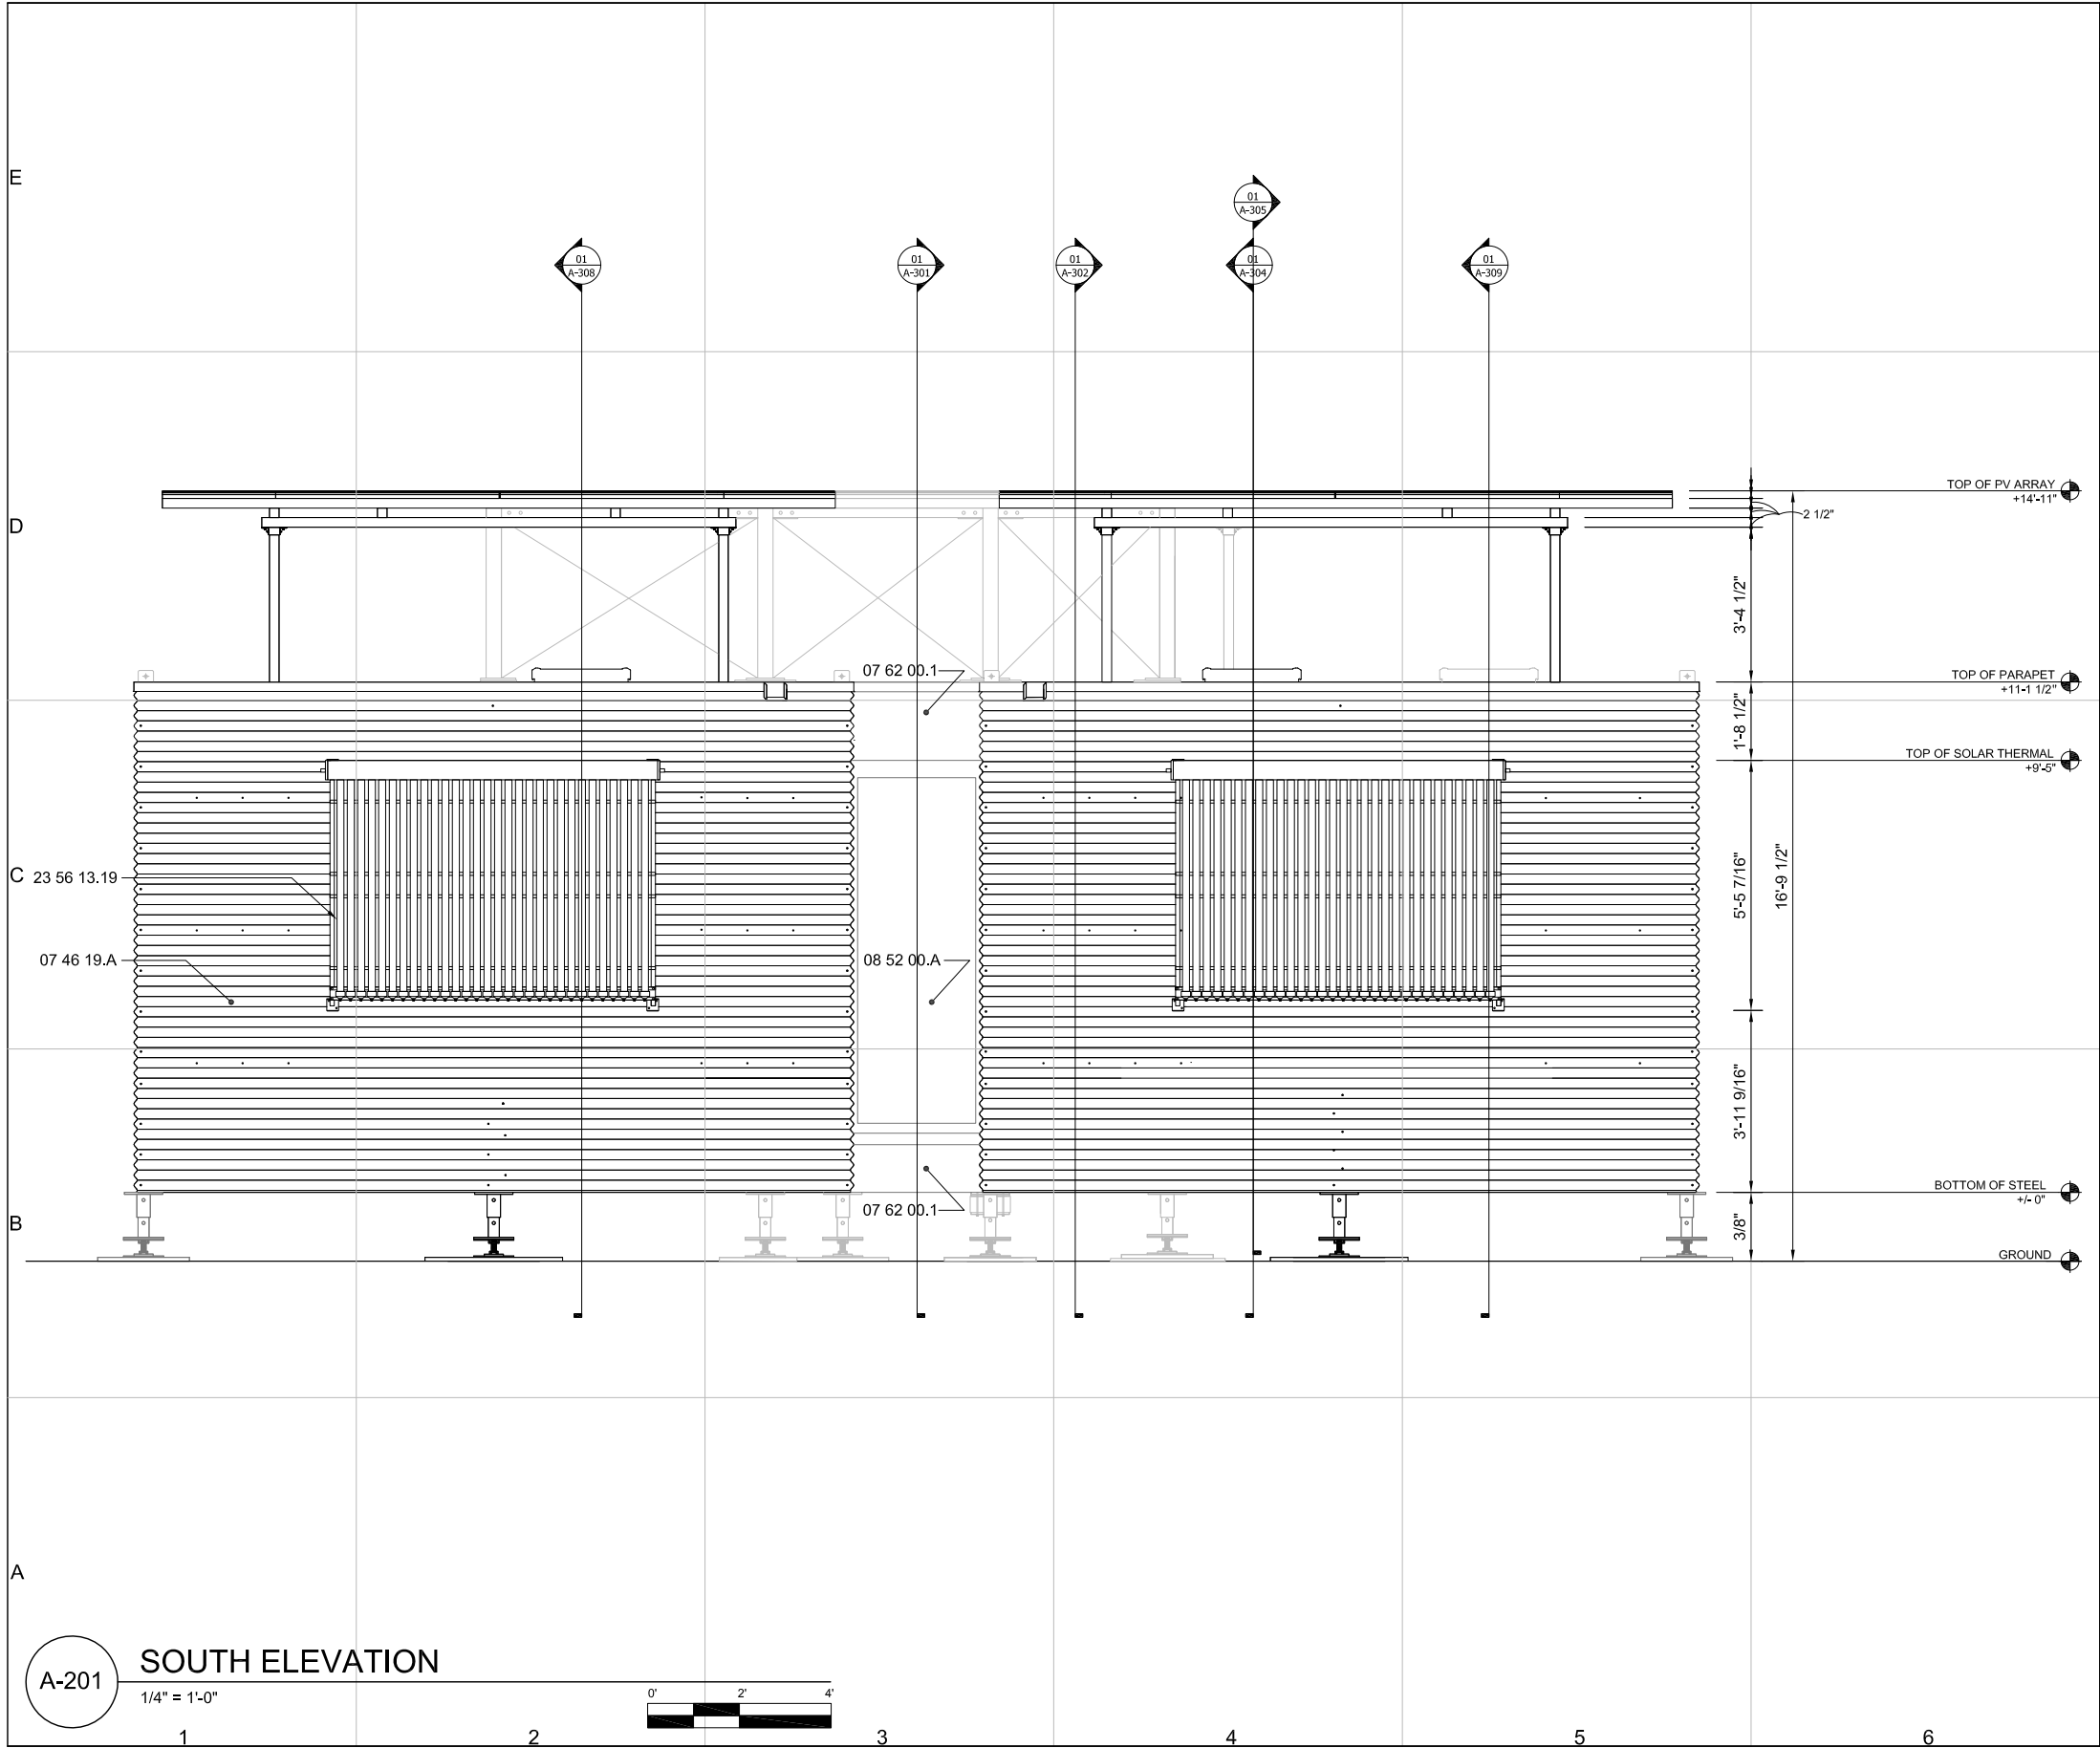 E
01
A-305
01
A-308
01
A-301
01
A-302
01
A-304
01
A-309
TOP OF PV ARRAY
+14'-11"
D
2 1/2"
3'-4 1/2"
07 62 00.1
TOP OF PARAPET
+11-1 1/2"
1'-8 1/2"
TOP OF SOLAR THERMAL
+9'-5"
C
23 56 13.19
5'-5 7/16"
16'-9 1/2"
07 46 19.A
08 52 00.A
3'-11 9/16"
BOTTOM OF STEEL
+/- 0"
B
07 62 00.1
3/8"
GROUND
A
A-201
SOUTH ELEVATION
1/4" = 1'-0"
0' 2' 4'
1 2 3 4 5 6